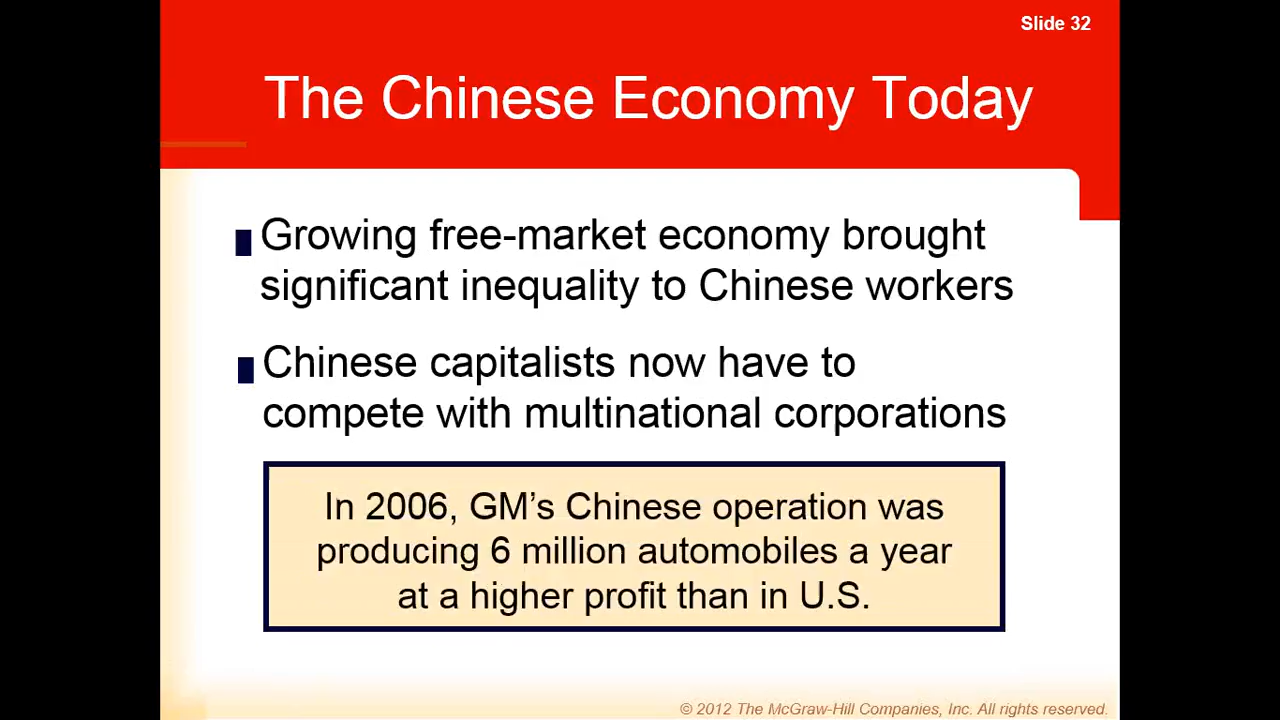 Slide 32
The Chinese Economy Today
Growing free-market economy brought
significant inequality to Chinese workers
Chinese capitalists now have to
compete with multinational corporations
In 2006, GM’s Chinese operation was
producing 6 million automobiles a year
at a higher profit than in U.S.
© 2012 The McGraw-Hill Companies, Inc. All rights reserved.